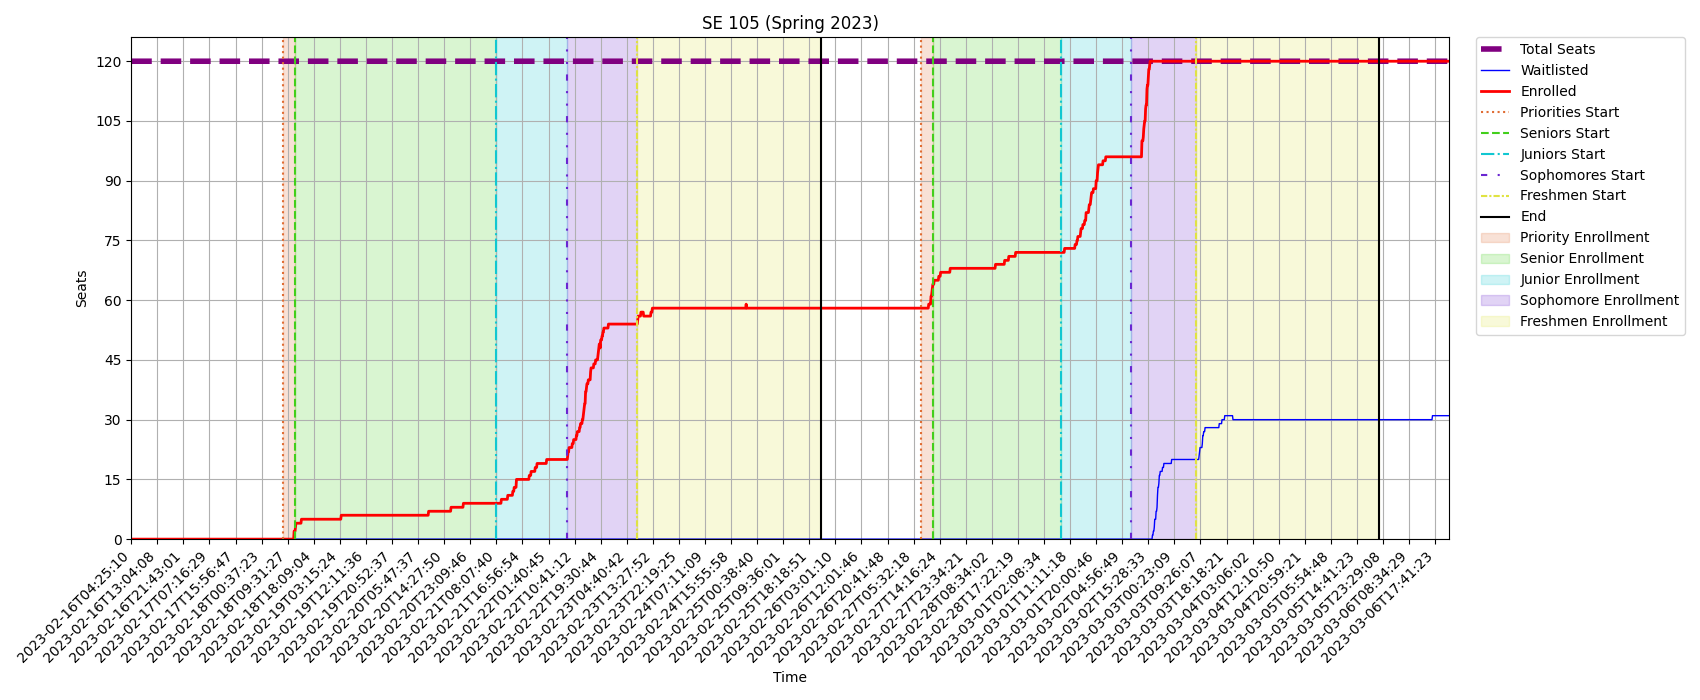 SE 105 (Spring 2023)
Seats
120
105
90
75
60
45
30
15
0
2023-02-16T04:25:10
2023-02-16T13:04:08
2023-02-16T21:43:01
2023-02-17T07:16:29
2023-02-17T15:56:47
2023-02-18T00:37:23
2023-02-18T09:31:27
2023-02-18T18:09:04
2023-02-19T03:15:24
2023-02-19T12:11:36
2023-02-19T20:52:37
2023-02-20T05:47:37
2023-02-20T14:27:50
2023-02-20T23:09:46
2023-02-21T08:07:40
2023-02-21T16:56:54
2023-02-22T01:40:45
2023-02-22T10:41:12
2023-02-22T19:30:44
2023-02-23T04:40:42
2023-02-23T13:27:52
2023-02-23T22:19:25
2023-02-24T07:11:09
2023-02-24T15:55:58
2023-02-25T00:38:40
2023-02-25T09:36:01
2023-02-25T18:18:51
2023-02-26T03:01:10
2023-02-26T12:01:46
2023-02-26T20:41:48
2023-02-27T05:32:18
2023-02-27T14:16:24
2023-02-27T23:34:21
2023-02-28T08:34:02
2023-02-28T17:22:19
2023-03-01T02:08:34
2023-03-01T11:11:18
2023-03-01T20:00:46
2023-03-02T04:56:49
2023-03-02T15:28:33
2023-03-03T00:23:09
2023-03-03T09:26:07
2023-03-03T18:18:21
2023-03-04T03:06:02
2023-03-04T12:10:50
2023-03-04T20:59:21
2023-03-05T05:54:48
2023-03-05T14:41:23
2023-03-05T23:29:08
2023-03-06T08:34:29
2023-03-06T17:41:23
Time
Total Seats
Waitlisted
Enrolled
Priorities Start
Seniors Start
Juniors Start
Sophomores Start
Freshmen Start
End
Priority Enrollment
Senior Enrollment
Junior Enrollment
Sophomore Enrollment
Freshmen Enrollment